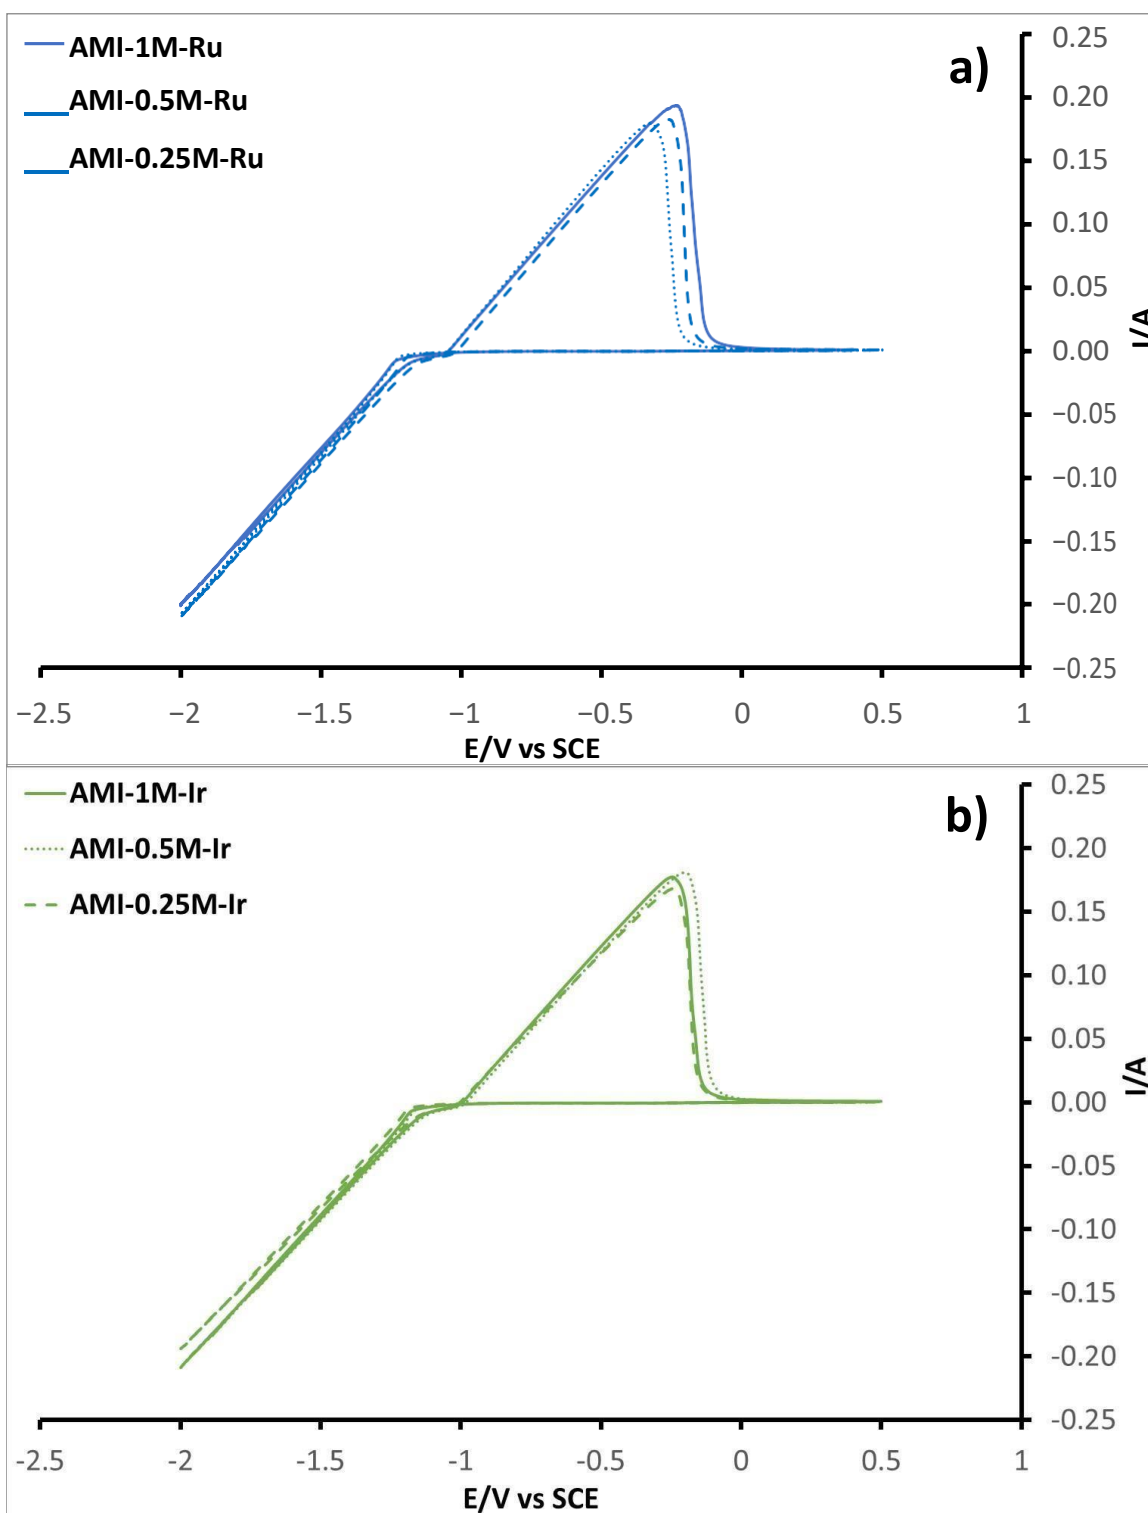 AMI-1M-Ru
AMI-0.5M-Ru
AMI-0.25M-Ru
a)
0.25
0.20
0.15
0.10
0.05
0.00
−0.05
−0.10
−0.15
−0.20
−0.25
I/A
−2.5 −2 −1.5 −1 −0.5 0 0.5 1
E/V vs SCE
AMI-1M-Ir
AMI-0.5M-Ir
AMI-0.25M-Ir
b)
0.25
0.20
0.15
0.10
0.05
0.00
-0.05
-0.10
-0.15
-0.20
-0.25
I/A
-2.5 -2 -1.5 -1 -0.5 0 0.5 1
E/V vs SCE